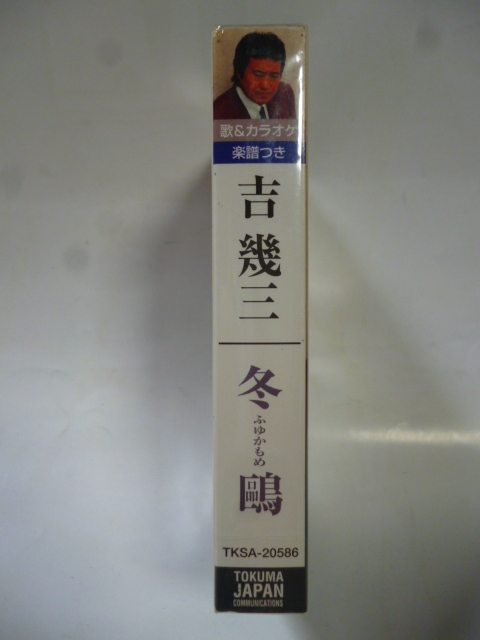 歌&カラオケ
楽譜つき
吉幾三
冬鷗
ふゆかもめ
TKSA-20586
TOKUMA
JAPAN
COMMUNICATIONS